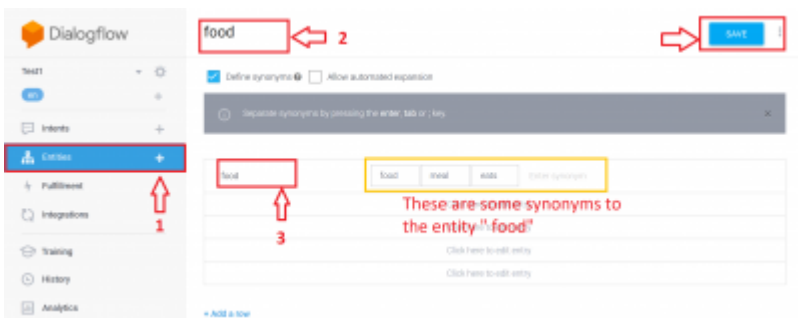 Dialogflow
food
2
SAVE
Test1
Define synonyms
Allow automated expansion
en
Separate synonyms by pressing the enter, tab or ; key.
Intents
Entities
food
food
meal
eats
Enter synonym
Fulfillment
These are some synonyms to
the entity " food"
Integrations
1
3
Click here to edit entry
Training
Click here to edit entry
History
Analytics
+ Add a row